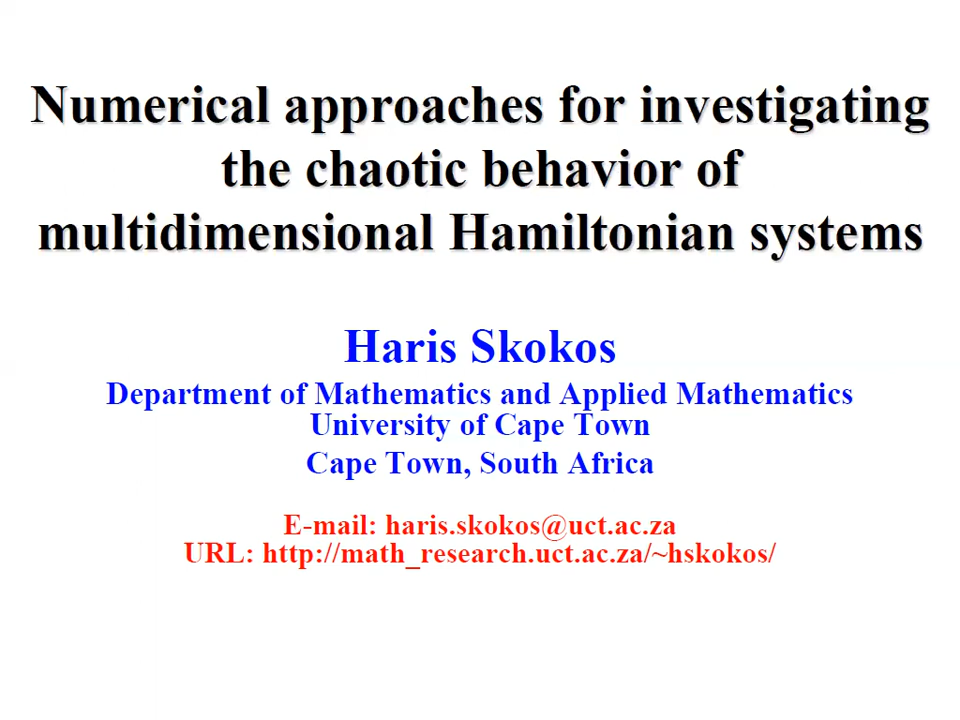 Numerical approaches for investigating
the chaotic behavior of
multidimensional Hamiltonian systems
Haris Skokos
Department of Mathematics and Applied Mathematics
University of Cape Town
Cape Town, South Africa
E-mail: haris.skokos@uct.ac.za
URL: http://math_research.uct.ac.za/~hskokos/